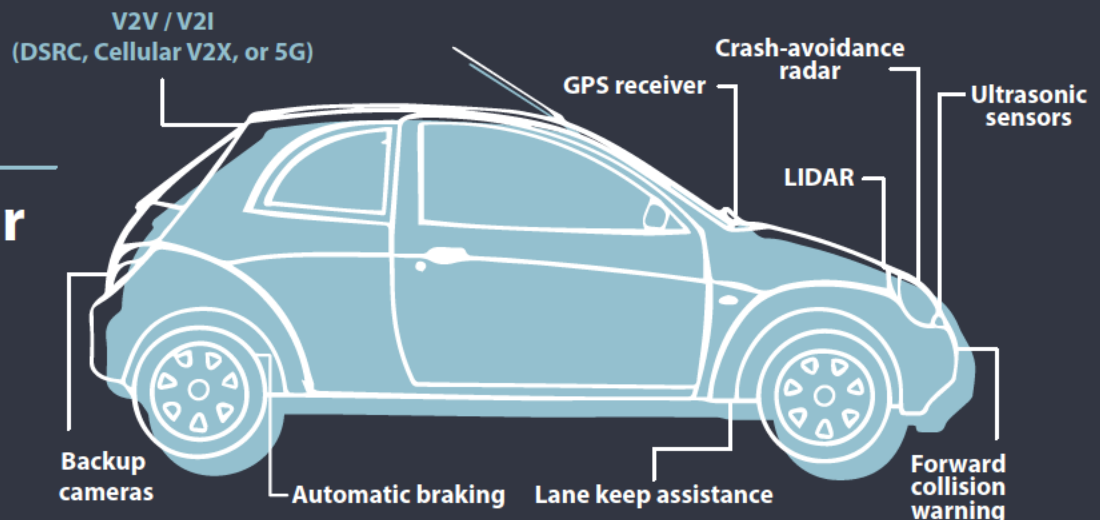 V2V / V2I
(DSRC, Cellular V2X, or 5G)
Crash-avoidance
radar
GPS receiver
Ultrasonic
sensors
LIDAR
r
Backup
cameras
Automatic braking
Lane keep assistance
Forward
collision
warning